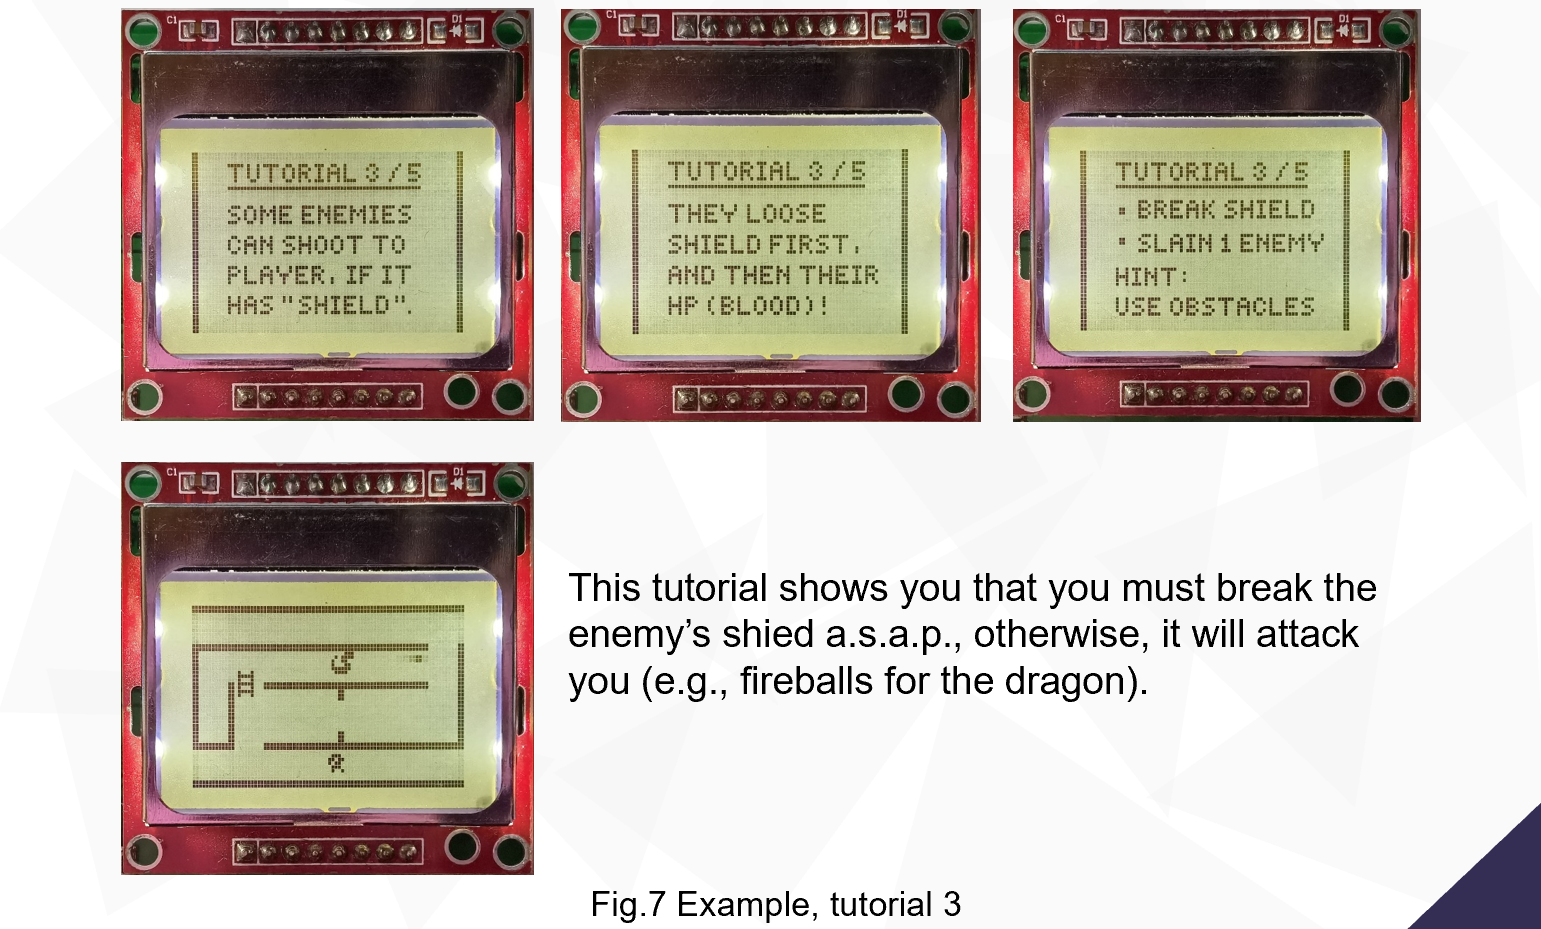 C1
D1
TUTORIAL 3/5
SOME ENEMIES
CAN SHOOT TO
PLAYER, IF IT
HAS "SHIELD".
C1
D1
TUTORIAL 3/5
THEY LOOSE
SHIELD FIRST,
AND THEN THEIR
HP (BLOOD)!
C1
D1
TUTORIAL 3/5
▪ BREAK SHIELD
▪ SLAIN 1 ENEMY
HINT:
USE OBSTACLES
C1
D1
This tutorial shows you that you must break the
enemy’s shied a.s.a.p., otherwise, it will attack
you (e.g., fireballs for the dragon).
Fig.7 Example, tutorial 3